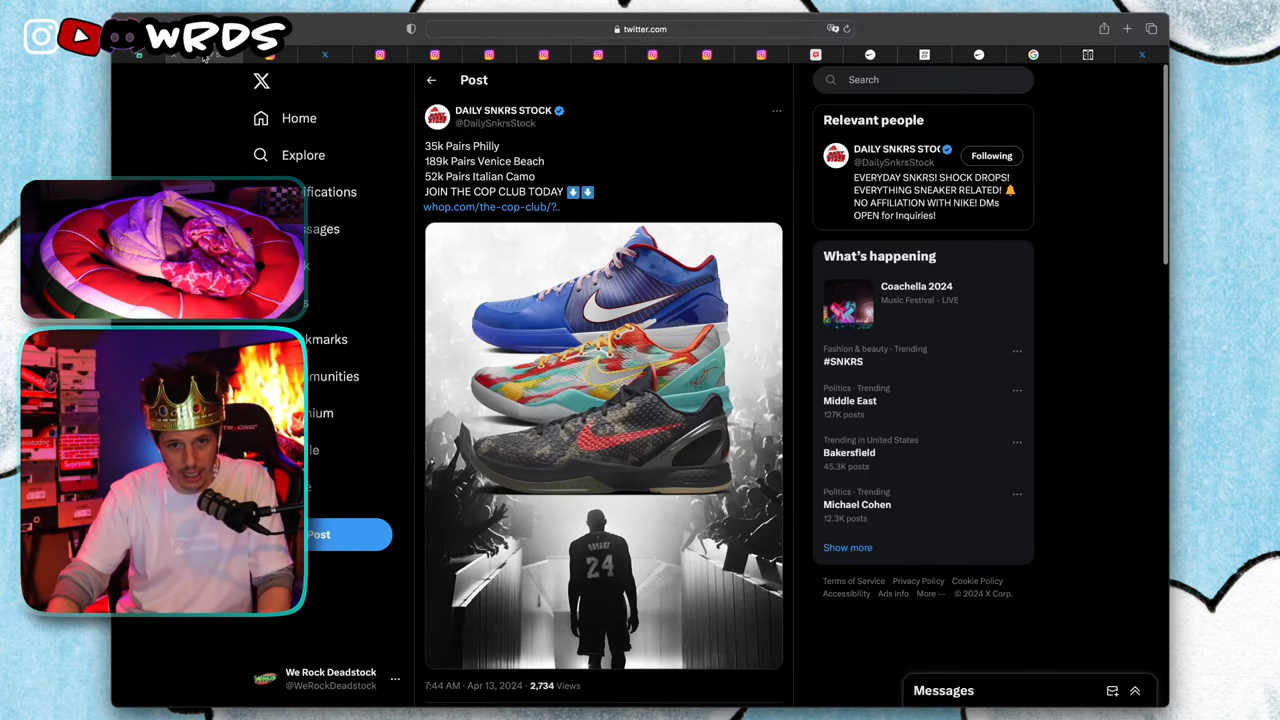 WRDS
twitter.com
Post
Search
Home
Explore
DAILY SNKRS STOCK
@DailySnkrsStock
35k Pairs Philly
189k Pairs Venice Beach
52k Pairs Italian Camo
JOIN THE COP CLUB TODAY
whop.com/the-cop-club/?..
BRYANT
24
7:44 AM · Apr 13, 2024 · 2,734 Views
Relevant people
DAILY SNKRS STOC
@DailySnkrsStock
Following
EVERYDAY SNKRS! SHOCK DROPS!
EVERYTHING SNEAKER RELATED!
NO AFFILIATION WITH NIKE! DMs
OPEN for Inquiries!
What's happening
Coachella 2024
Music Festival · LIVE
Fashion & beauty · Trending
#SNKRS
Politics · Trending
Middle East
127K posts
Trending in United States
Bakersfield
45.3K posts
Politics · Trending
Michael Cohen
12.3K posts
Show more
Terms of Service Privacy Policy Cookie Policy
Accessibility Ads info More ··· © 2024 X Corp.
otifications
ssages
kmarks
munities
mium
Post
We Rock Deadstock
@WeRockDeadstock
Messages
Supreme